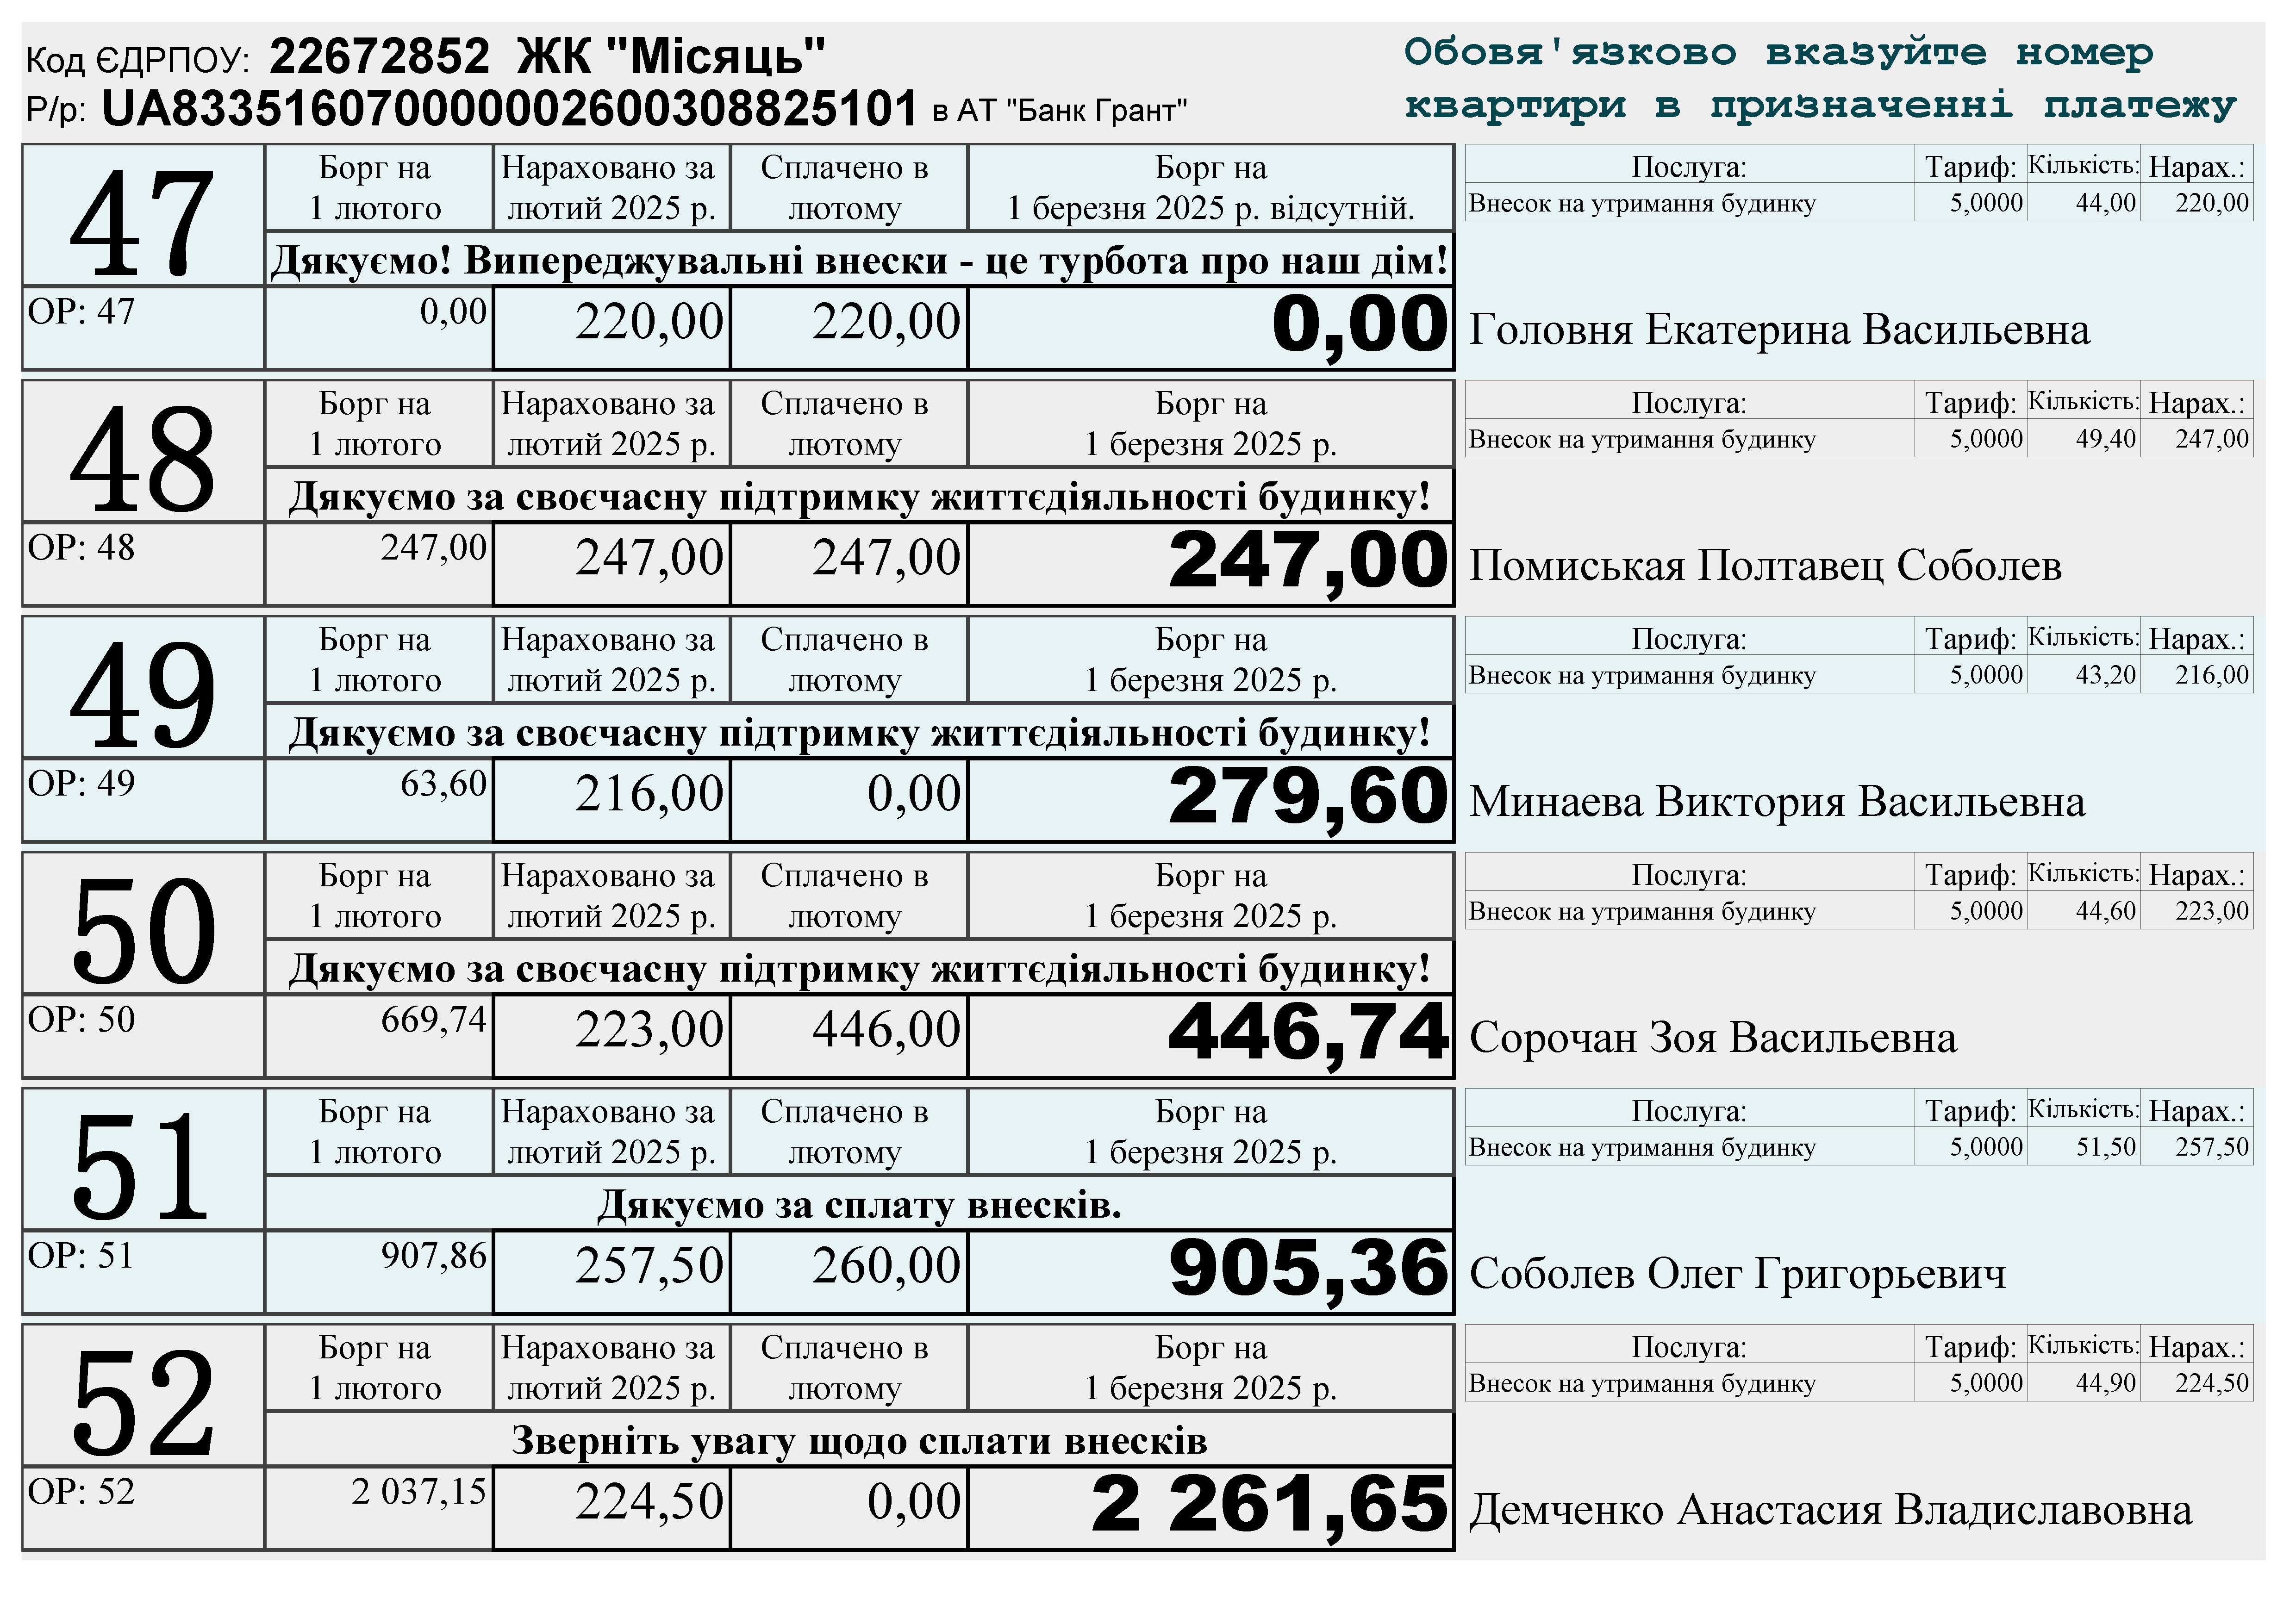 Код ЄДРПОУ: 22672852 ЖК "Місяць"
Р/р: UA833516070000002600308825101 в АТ "Банк Грант"
Обовя'язково вказуйте номер
квартири в призначенні платежу
47
Борг на
1 лютого
Нараховано за
лютий 2025 р.
Сплачено в
лютому
Борг на
1 березня 2025 р. відсутній.
Дякуємо! Випереджувальні внески - це турбота про наш дім!
ОР: 47 0,00 220,00 220,00 0,00
Послуга: Тариф: Кількість: Нарах.:
Внесок на утримання будинку 5,0000 44,00 220,00
Головня Екатерина Васильевна
48
Борг на
1 лютого
Нараховано за
лютий 2025 р.
Сплачено в
лютому
Борг на
1 березня 2025 р.
Дякуємо за своєчасну підтримку життєдіяльності будинку!
ОР: 48 247,00 247,00 247,00 247,00
Послуга: Тариф: Кількість: Нарах.:
Внесок на утримання будинку 5,0000 49,40 247,00
Помиськая Полтавец Соболев
49
Борг на
1 лютого
Нараховано за
лютий 2025 р.
Сплачено в
лютому
Борг на
1 березня 2025 р.
Дякуємо за своєчасну підтримку життєдіяльності будинку!
ОР: 49 63,60 216,00 0,00 279,60
Послуга: Тариф: Кількість: Нарах.:
Внесок на утримання будинку 5,0000 43,20 216,00
Минаева Виктория Васильевна
50
Борг на
1 лютого
Нараховано за
лютий 2025 р.
Сплачено в
лютому
Борг на
1 березня 2025 р.
Дякуємо за своєчасну підтримку життєдіяльності будинку!
ОР: 50 669,74 223,00 446,00 446,74
Послуга: Тариф: Кількість: Нарах.:
Внесок на утримання будинку 5,0000 44,60 223,00
Сорочан Зоя Васильевна
51
Борг на
1 лютого
Нараховано за
лютий 2025 р.
Сплачено в
лютому
Борг на
1 березня 2025 р.
Дякуємо за сплату внесків.
ОР: 51 907,86 257,50 260,00 905,36
Послуга: Тариф: Кількість: Нарах.:
Внесок на утримання будинку 5,0000 51,50 257,50
Соболев Олег Григорьевич
52
Борг на
1 лютого
Нараховано за
лютий 2025 р.
Сплачено в
лютому
Борг на
1 березня 2025 р.
Зверніть увагу щодо сплати внесків
ОР: 52 2 037,15 224,50 0,00 2 261,65
Послуга: Тариф: Кількість: Нарах.:
Внесок на утримання будинку 5,0000 44,90 224,50
Демченко Анастасия Владиславовна